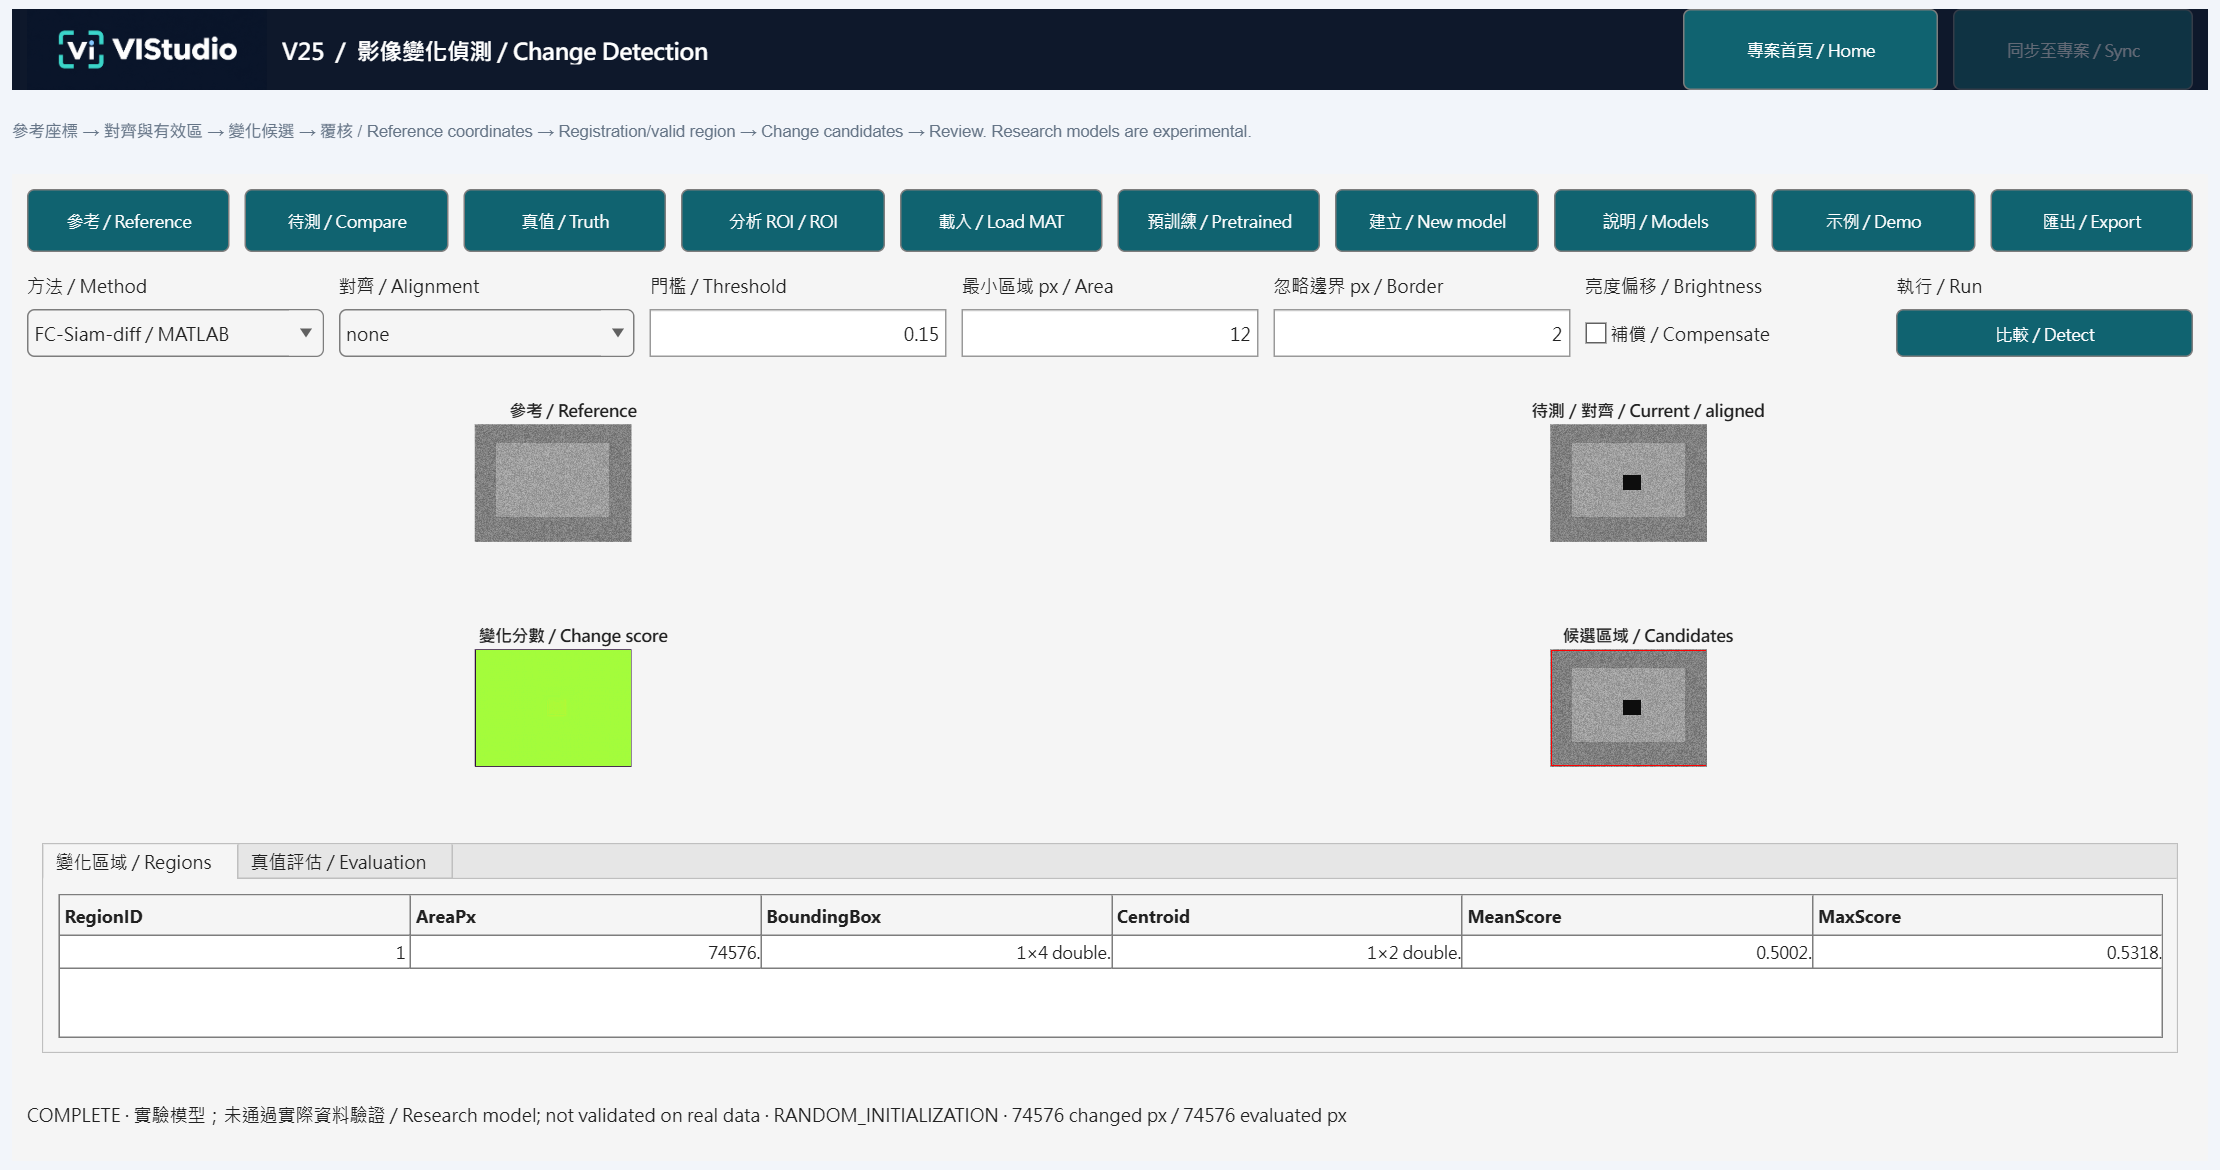 Vi VIStudio
V25 / 影像變化偵測 / Change Detection
專案首頁 / Home
同步至專案 / Sync
參考座標 → 對齊與有效區 → 變化候選 → 覆核 / Reference coordinates → Registration/valid region → Change candidates → Review. Research models are experimental.
參考 / Reference
待測 / Compare
真值 / Truth
分析 ROI / ROI
載入 / Load MAT
預訓練 / Pretrained
建立 / New model
說明 / Models
示例 / Demo
匯出 / Export
方法 / Method
對齊 / Alignment
門檻 / Threshold
最小區域 px / Area
忽略邊界 px / Border
亮度偏移 / Brightness
執行 / Run
FC-Siam-diff / MATLAB
none
0.15
12
2
補償 / Compensate
比較 / Detect
參考 / Reference
待測 / 對齊 / Current / aligned
變化分數 / Change score
候選區域 / Candidates
變化區域 / Regions
真值評估 / Evaluation
RegionID AreaPx BoundingBox Centroid MeanScore MaxScore
1 74576. 1×4 double. 1×2 double. 0.5002. 0.5318.
COMPLETE · 實驗模型；未通過實際資料驗證 / Research model; not validated on real data · RANDOM_INITIALIZATION · 74576 changed px / 74576 evaluated px